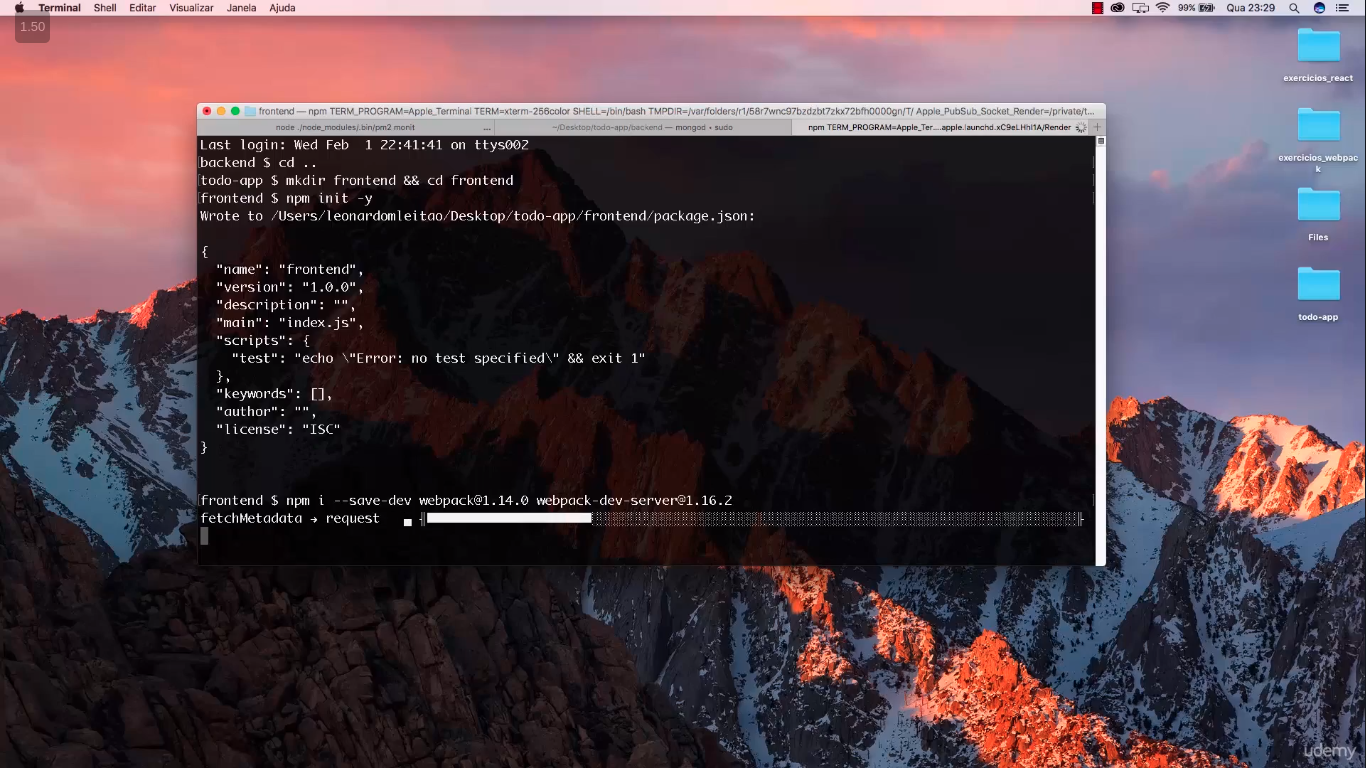 Terminal Shell Editar Visualizar Janela Ajuda
99% Qua 23:29
1.50
exercicios_react
exercicios_webpack
Files
todo-app
frontend — npm TERM_PROGRAM=Apple_Terminal TERM=xterm-256color SHELL=/bin/bash TMPDIR=/var/folders/r1/58r7wnc97bzdzbt7zkx72bfh0000gn/T/ Apple_PubSub_Socket_Render=/private/t...
node ./node_modules/.bin/pm2 monit ...
~/Desktop/todo-app/backend — mongod • sudo
npm TERM_PROGRAM=Apple_Ter....apple.launchd.xC9eLHhl1A/Render
Last login: Wed Feb  1 22:41:41 on ttys002
backend $ cd ..
todo-app $ mkdir frontend && cd frontend
frontend $ npm init -y
Wrote to /Users/leonardomleitao/Desktop/todo-app/frontend/package.json:
{
"name": "frontend",
"version": "1.0.0",
"description": "",
"main": "index.js",
"scripts": {
"test": "echo \"Error: no test specified\" && exit 1"
},
"keywords": [],
"author": "",
"license": "ISC"
}
frontend $ npm i --save-dev webpack@1.14.0 webpack-dev-server@1.16.2
fetchMetadata → request
udemy